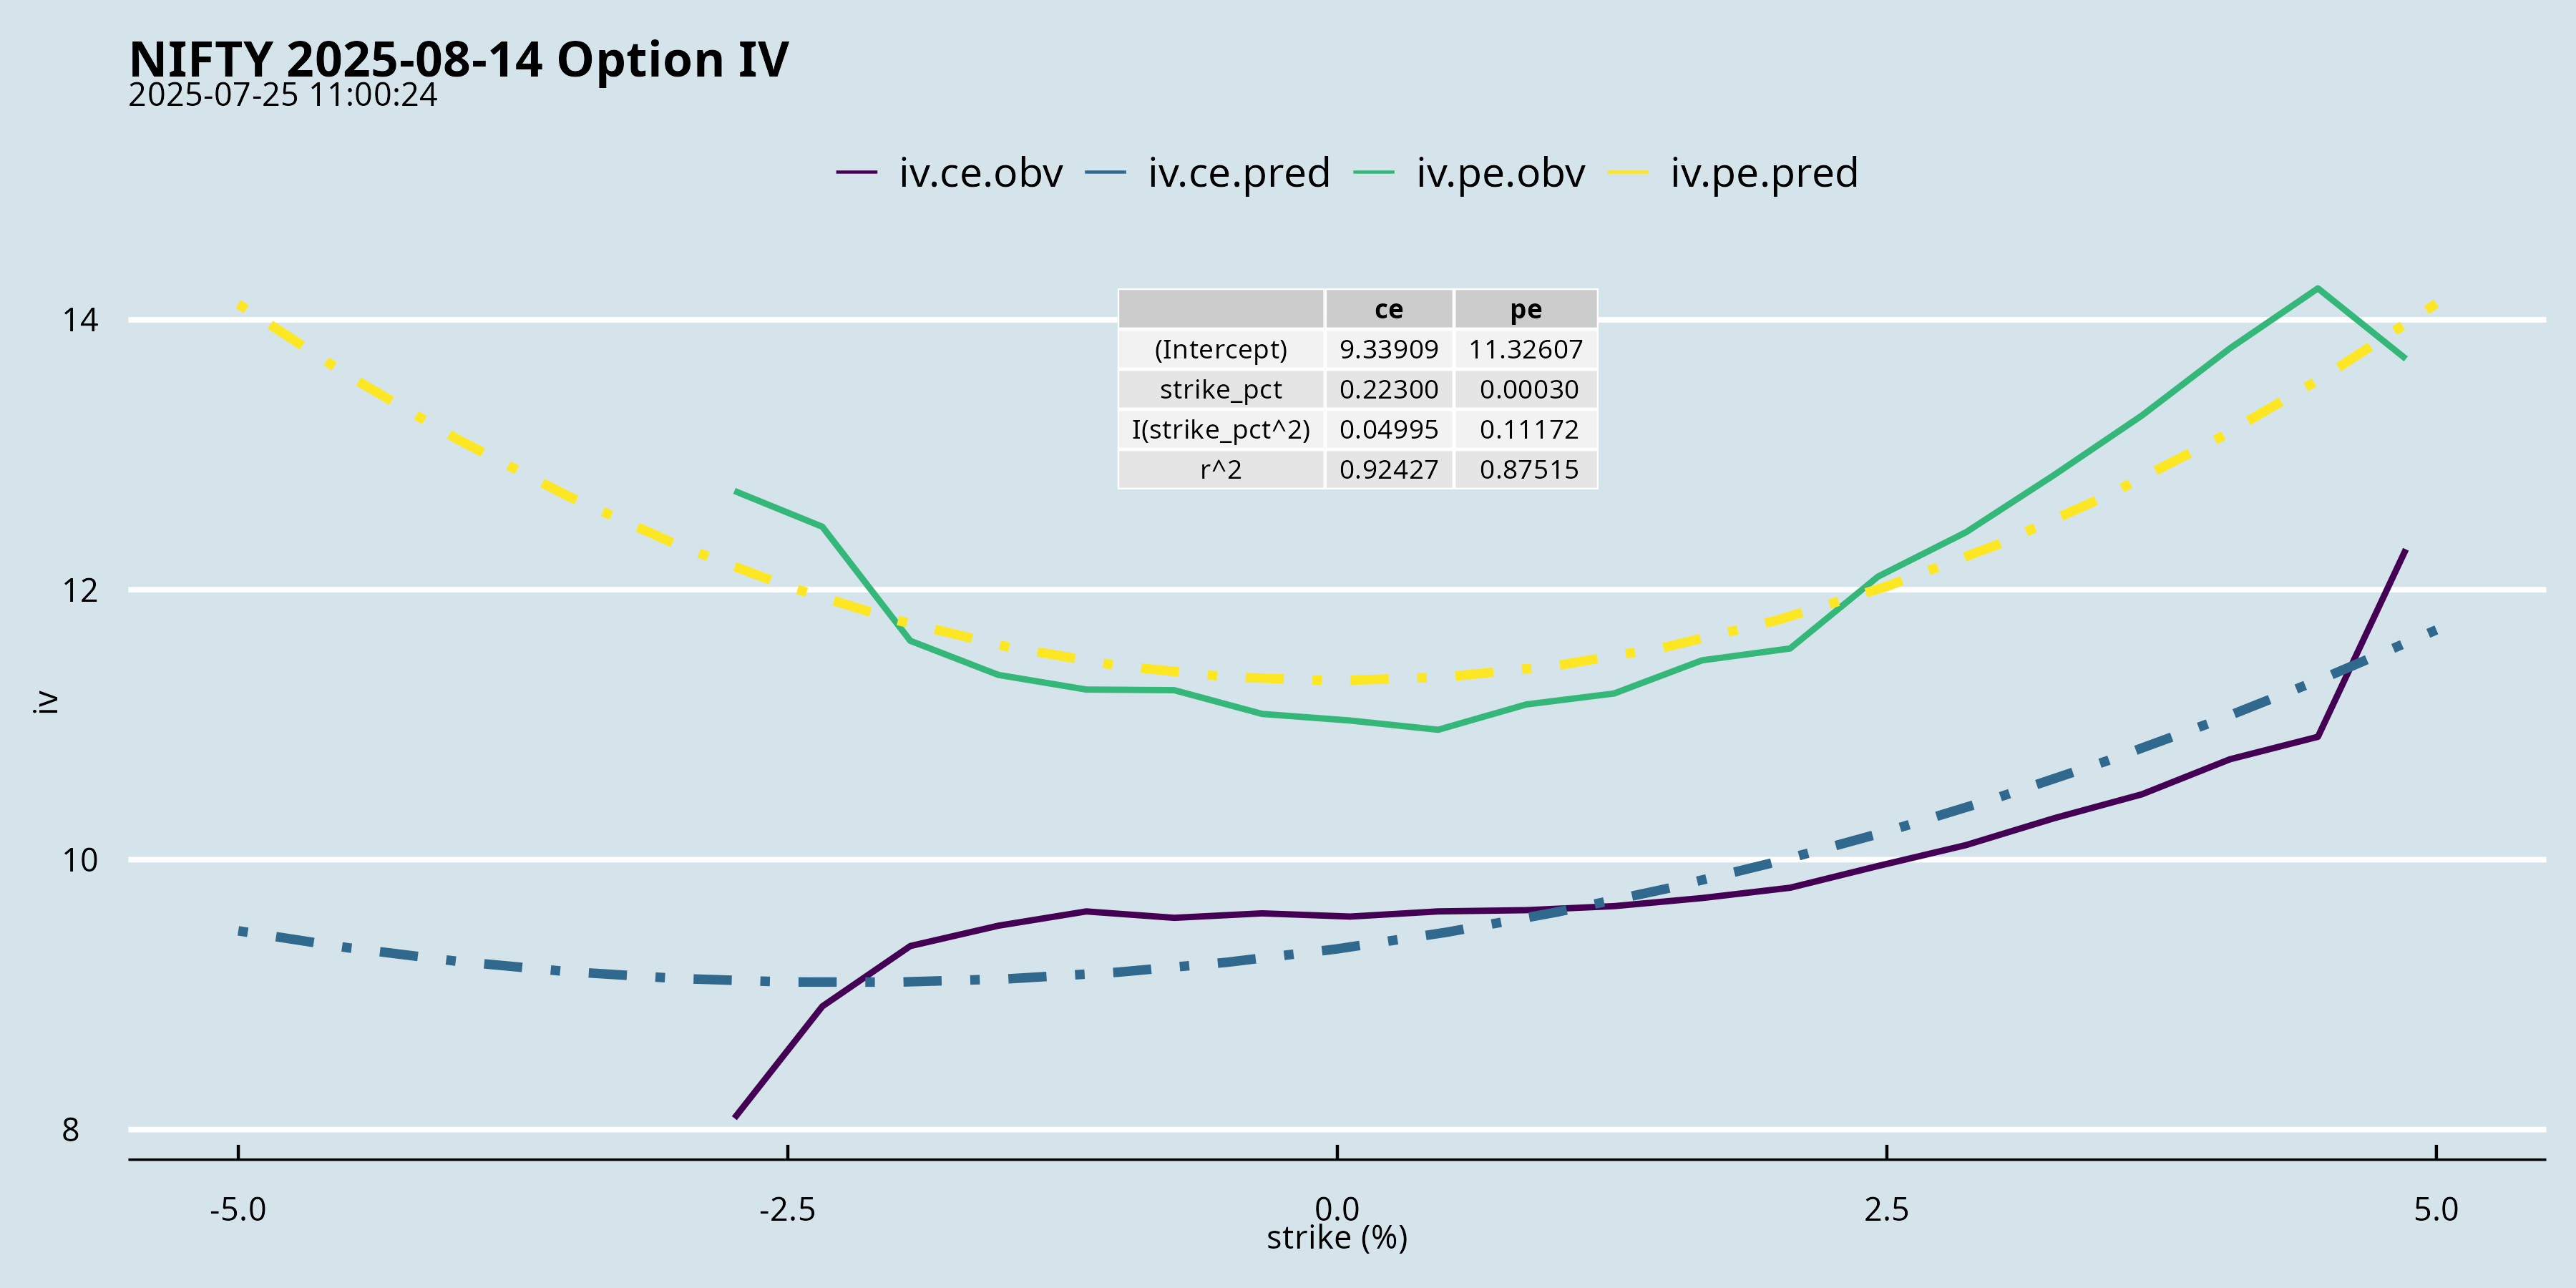 NIFTY 2025-08-14 Option IV
2025-07-25 11:00:24
iv.ce.obv iv.ce.pred iv.pe.obv iv.pe.pred
ce pe
(Intercept) 9.33909 11.32607
strike_pct 0.22300 0.00030
I(strike_pct^2) 0.04995 0.11172
r^2 0.92427 0.87515
14
12
iv
10
8
-5.0 -2.5 0.0 2.5 5.0
strike (%)